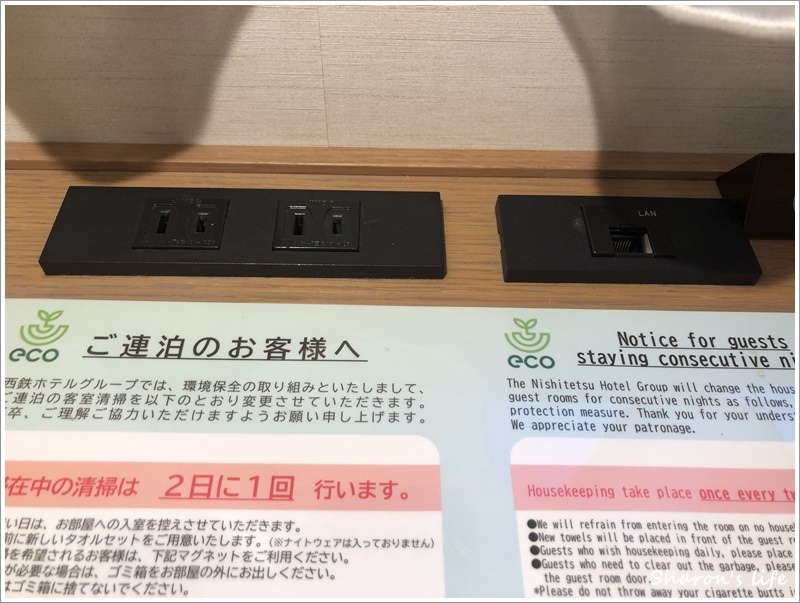 LAN
eco
ご連泊のお客様へ
西鉄ホテルグループでは、環境保全の取り組みといたしまして、
ご連泊の客室清掃を以下のとおり変更させていただきます。
卒、ご理解ご協力いただけますようお願い申し上げます。
在中の清掃は 2日に1回 行います。
い日は、お部屋への入室を控えさせていただきます。
前に新しいタオルセットをご用意いたします。(※ナイトウェアは入っておりません)
を希望されるお客様は、下記マグネットをご利用ください。
が必要な場合は、ゴミ箱をお部屋の外にお出しください。
はゴミ箱に捨てないでください。
eco
Notice for guests
staying consecutive ni
The Nishitetsu Hotel Group will change the hous
guest rooms for consecutive nights as follows,
protection measure. Thank you for your unders
We appreciate your patronage.
Housekeeping take place once every tw
●We will refrain from entering the room on no house
●New towels will be placed in front of the guest r
●Guests who wish housekeeping daily, please place
●Guests who need to clear out the garbage, please
the guest room door.
*Please do not throw away your cigarette butts i
Sharon's life